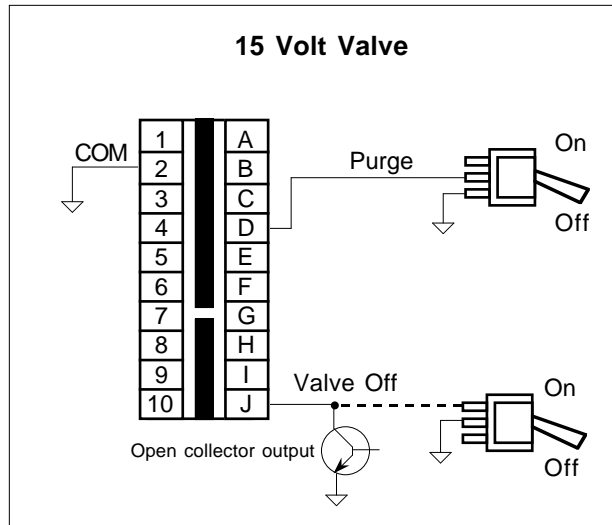 15 Volt Valve
COM
1 A
2 B
3 C
4 D
5 E
6 F
7 G
8 H
9 I
10 J
Purge
On
Off
Valve Off
On
Off
Open collector output